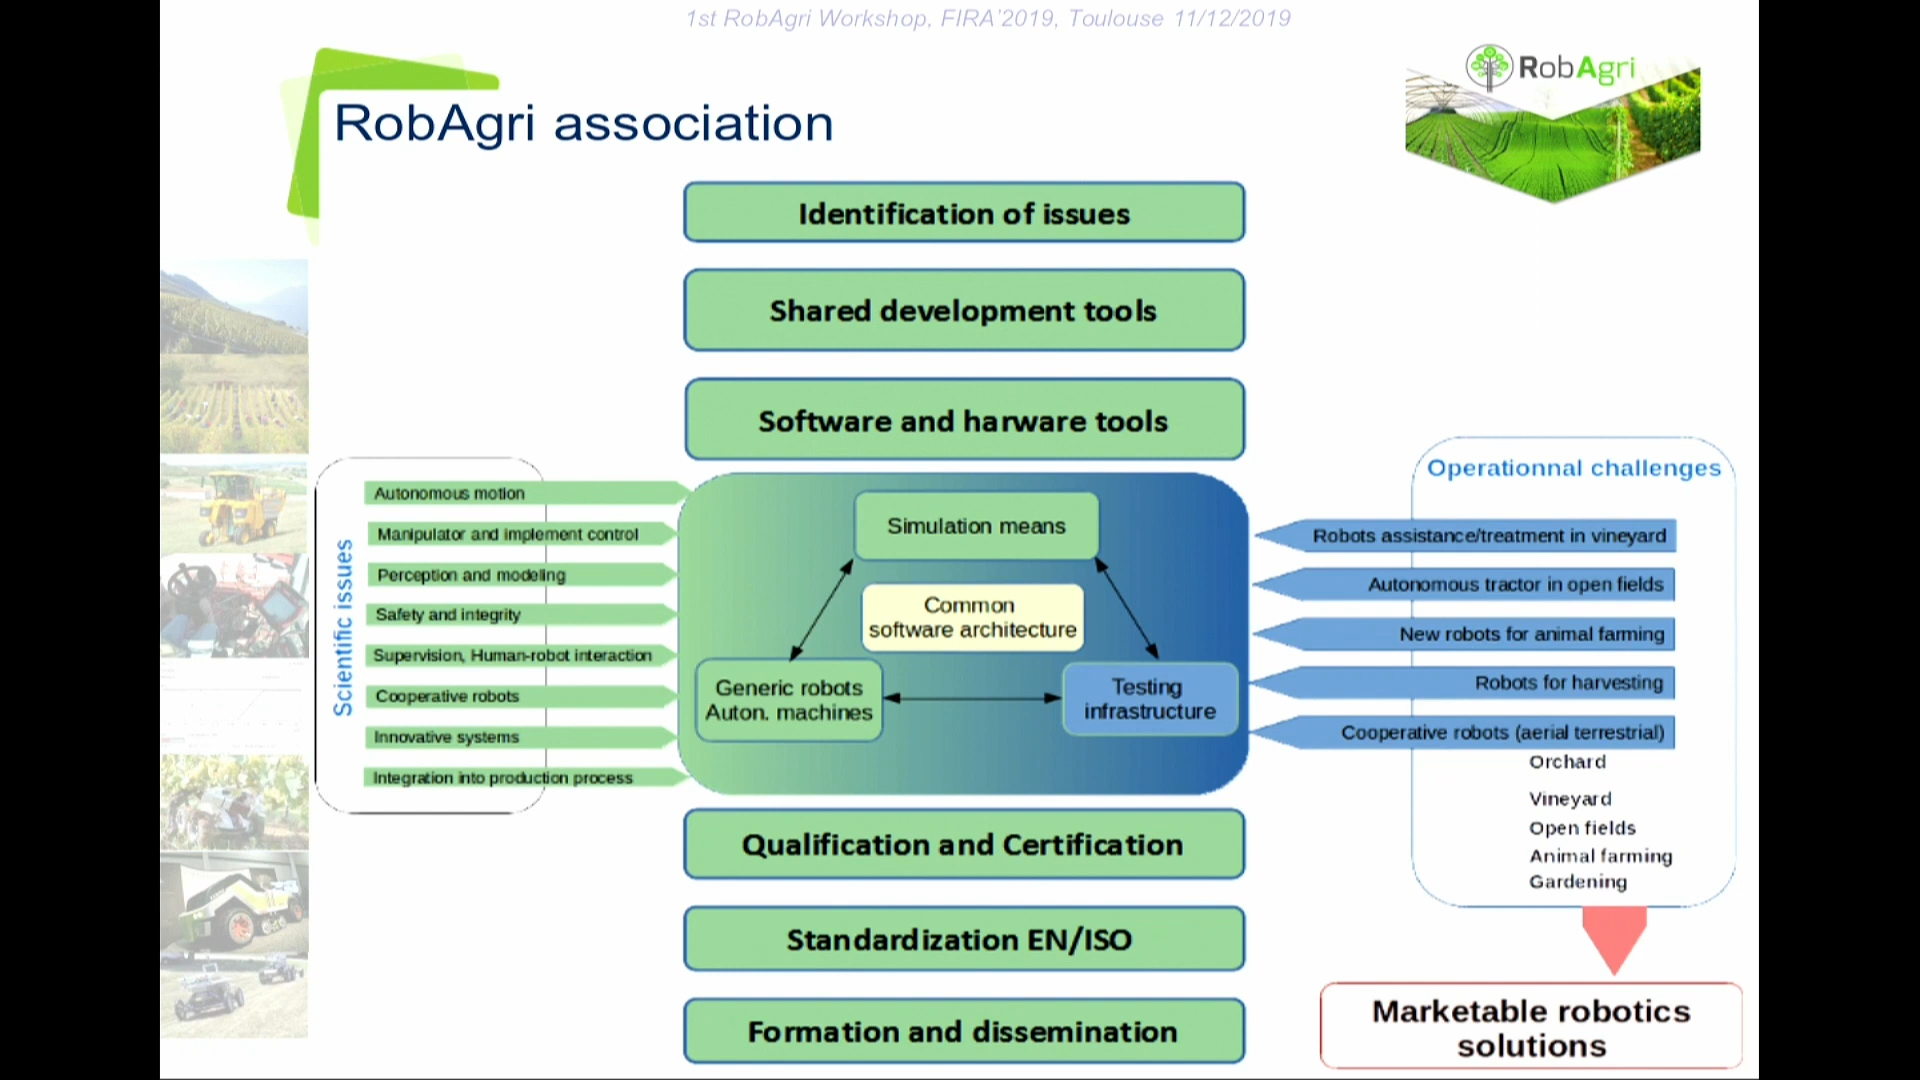 1st RobAgri Workshop, FIRA'2019, Toulouse 11/12/2019
RobAgri
RobAgri association
Identification of issues
Shared development tools
Software and harware tools
Scientific issues
Autonomous motion
Manipulator and implement control
Perception and modeling
Safety and integrity
Supervision, Human-robot interaction
Cooperative robots
Innovative systems
Integration into production process
Simulation means
Common
software architecture
Generic robots
Auton. machines
Testing
infrastructure
Operationnal challenges
Robots assistance/treatment in vineyard
Autonomous tractor in open fields
New robots for animal farming
Robots for harvesting
Cooperative robots (aerial terrestrial)
Orchard
Vineyard
Open fields
Animal farming
Gardening
Qualification and Certification
Standardization EN/ISO
Formation and dissemination
Marketable robotics
solutions